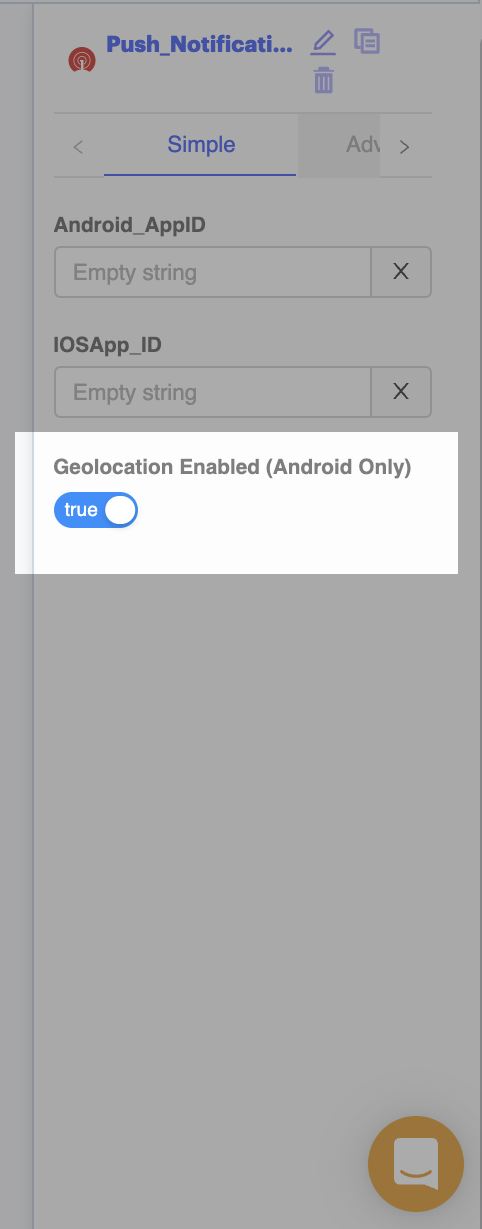 Push_Notificati...
Simple
Adv
Android_AppID
Empty string
X
IOSApp_ID
Empty string
X
Geolocation Enabled (Android Only)
true